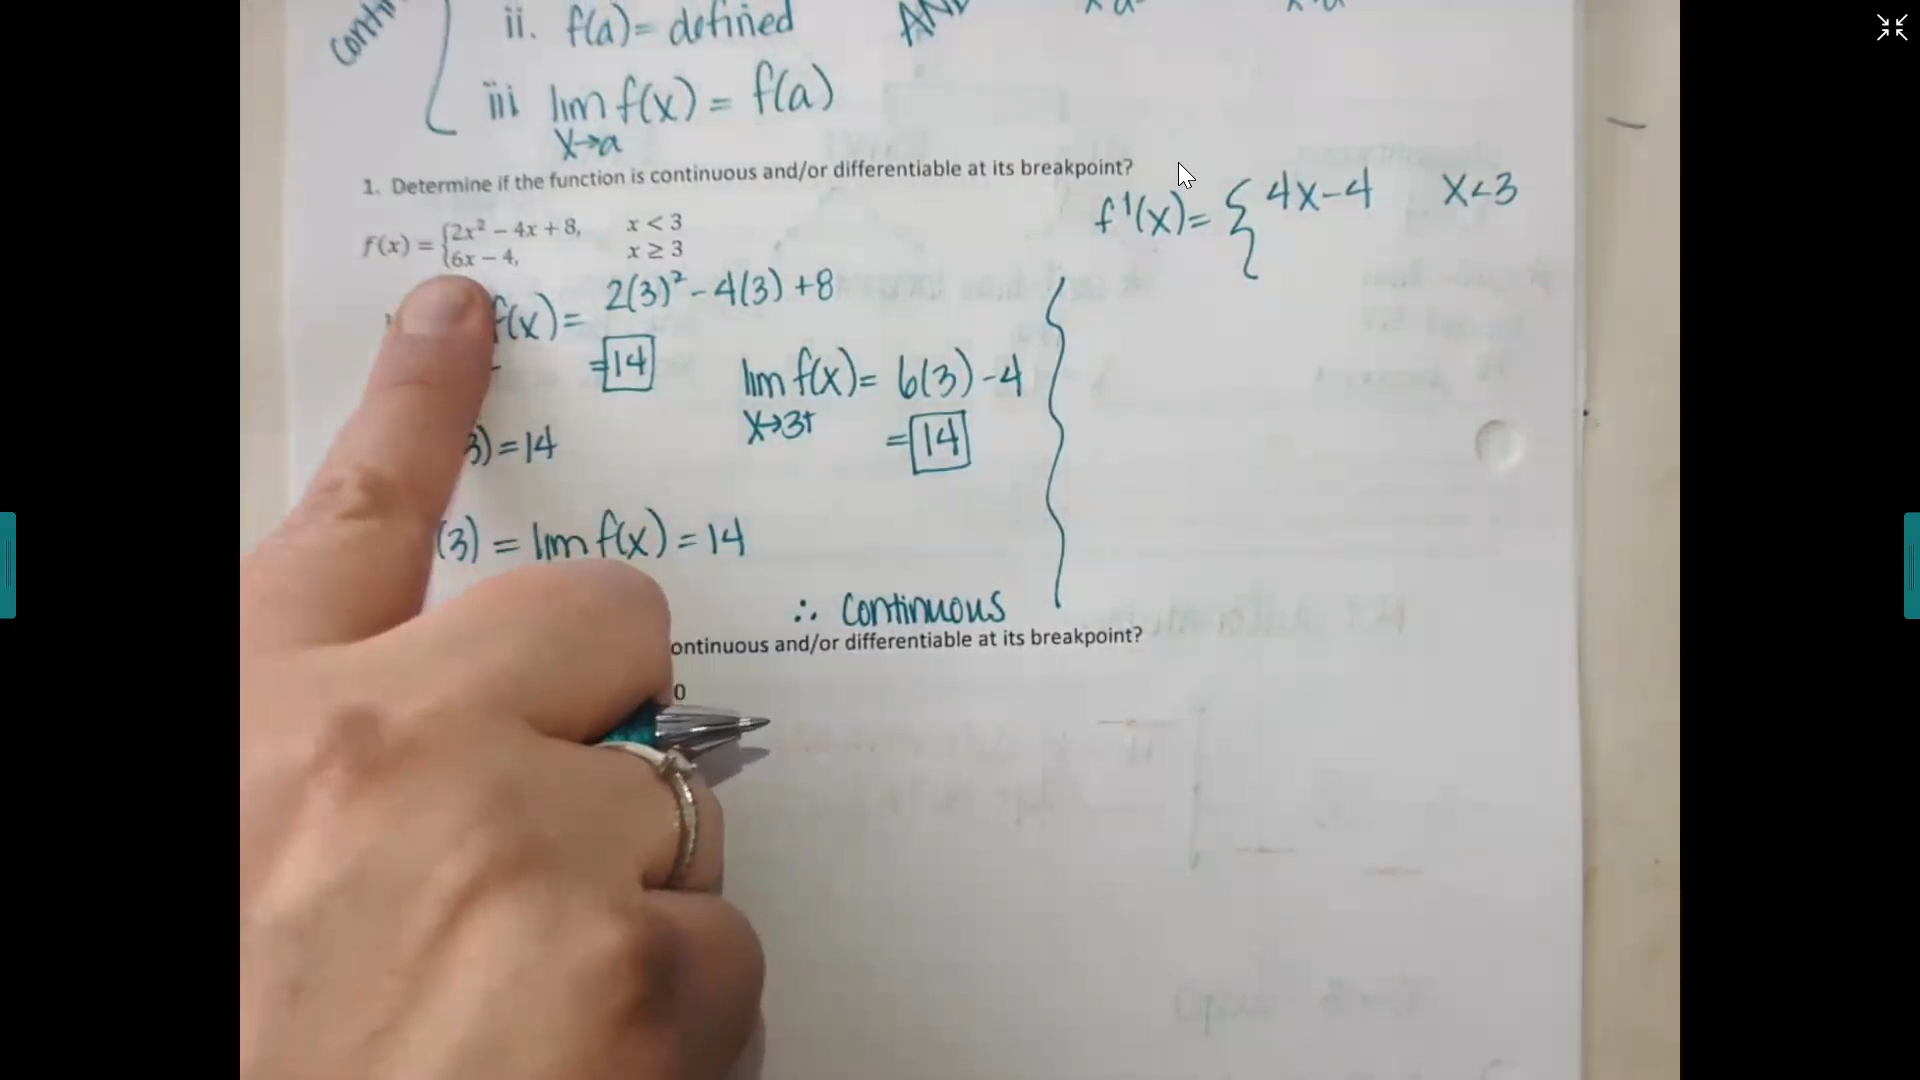 conti
ii. f(a) = defined
AND
iii lim f(x) = f(a)
x→a
1. Determine if the function is continuous and/or differentiable at its breakpoint?
f(x) = { 2x² − 4x + 8, x < 3
6x − 4, x ≥ 3
f'(x) = { 4x−4 x<3
f(x) = 2(3)² − 4(3) + 8
= 14
lim f(x) = 6(3) − 4
x→3⁺
= 14
3) = 14
(3) = lim f(x) = 14
∴ Continuous
ontinuous and/or differentiable at its breakpoint?
0